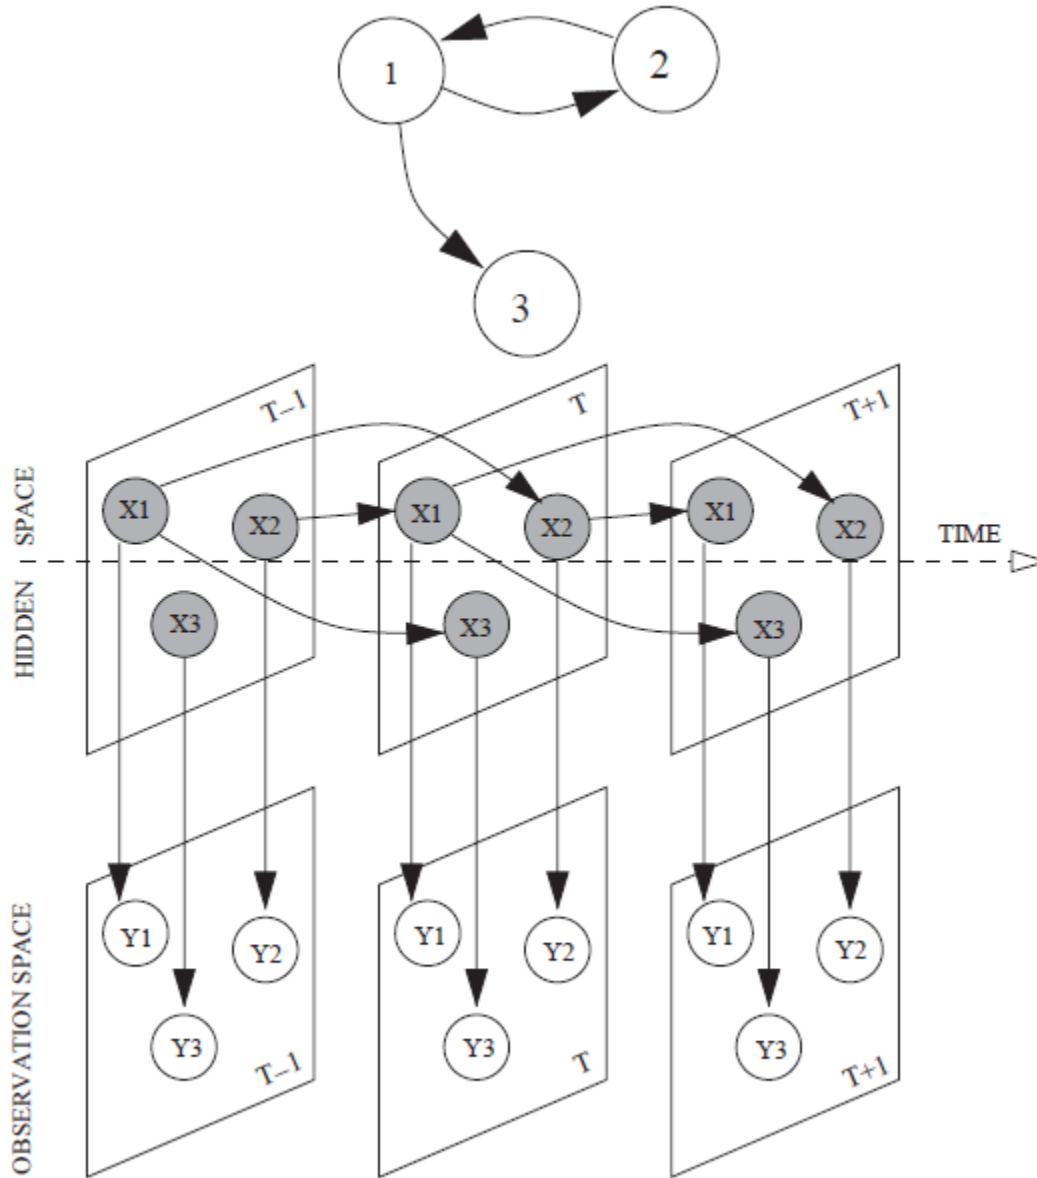 1
2
3
T–1
T
T+1
HIDDEN SPACE
X1
X2
X1
X2
X1
X2
TIME
X3
X3
X3
OBSERVATION SPACE
Y1
Y2
Y1
Y2
Y1
Y2
Y3
Y3
Y3
T–1
T
T+1